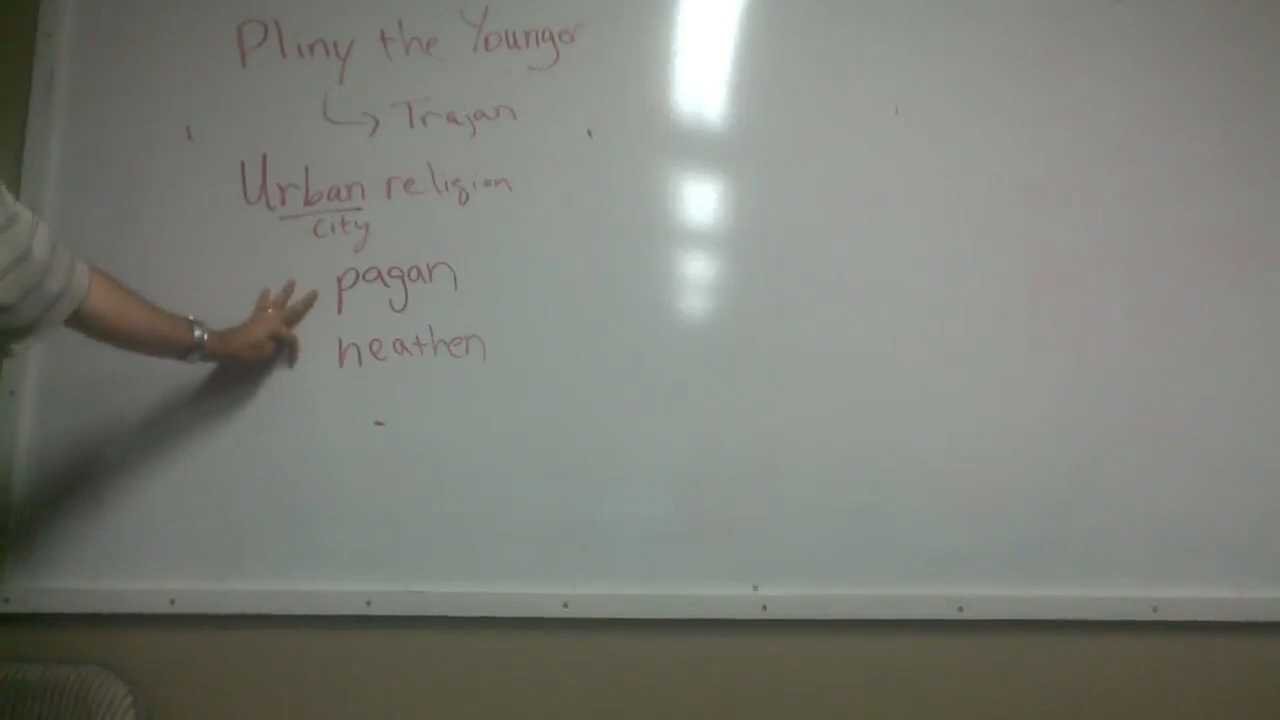 Pliny the Younger
↳ Trajan
Urban religion
city
pagan
heathen